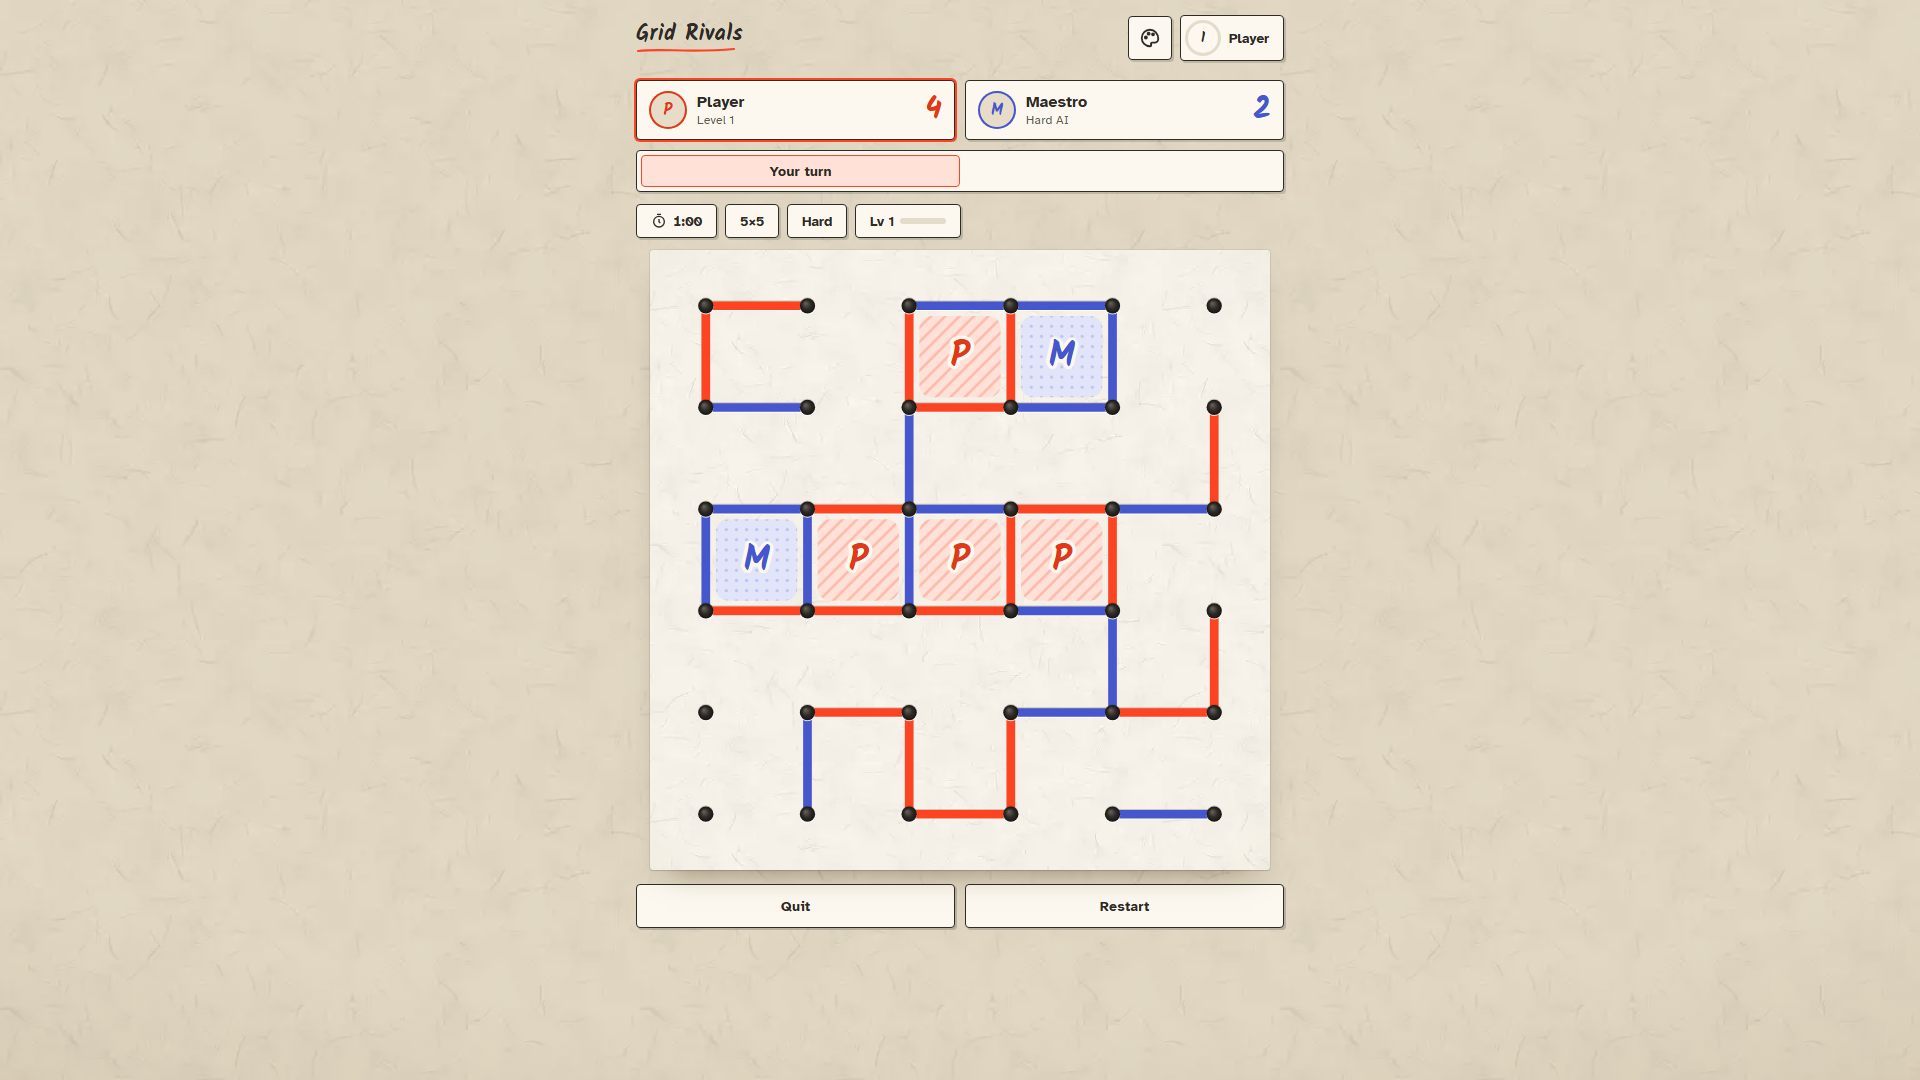 Grid Rivals
Player
P
Player
Level 1
4
M
Maestro
Hard AI
2
Your turn
1:00
5×5
Hard
Lv 1
P
M
M
P
P
P
Quit
Restart